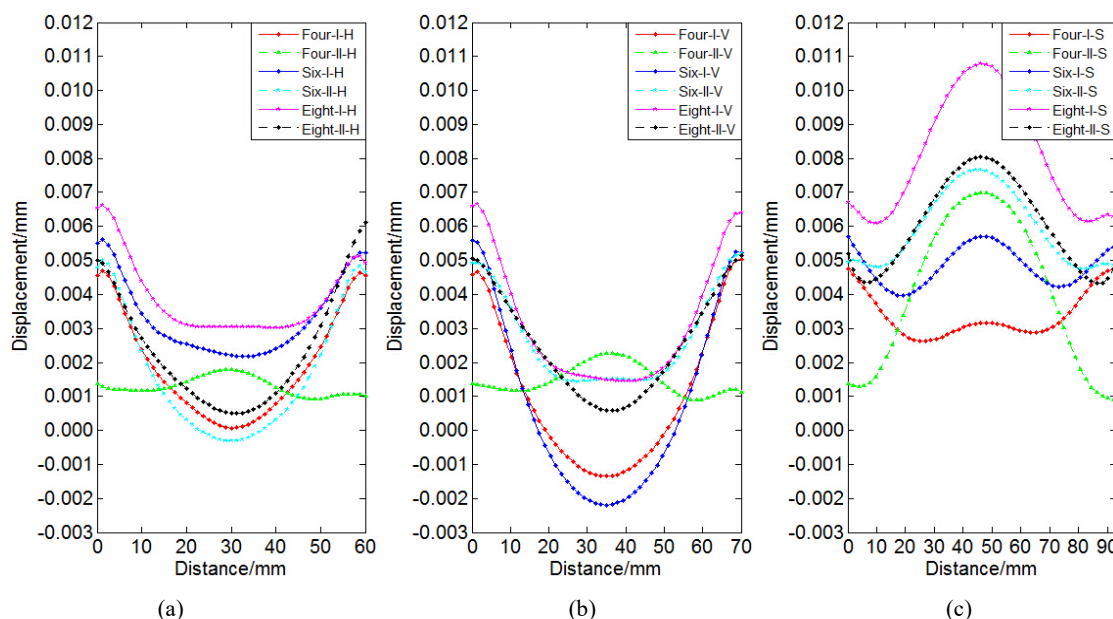 0.012
0.011
0.010
0.009
0.008
0.007
0.006
0.005
0.004
0.003
0.002
0.001
0.000
-0.001
-0.002
-0.003
Displacement/mm
Four-I-H
Four-II-H
Six-I-H
Six-II-H
Eight-I-H
Eight-II-H
0 10 20 30 40 50 60
Distance/mm
(a)
0.012
0.011
0.010
0.009
0.008
0.007
0.006
0.005
0.004
0.003
0.002
0.001
0.000
-0.001
-0.002
-0.003
Displacement/mm
Four-I-V
Four-II-V
Six-I-V
Six-II-V
Eight-I-V
Eight-II-V
0 10 20 30 40 50 60 70
Distance/mm
(b)
0.012
0.011
0.010
0.009
0.008
0.007
0.006
0.005
0.004
0.003
0.002
0.001
0.000
-0.001
-0.002
-0.003
Displacement/mm
Four-I-S
Four-II-S
Six-I-S
Six-II-S
Eight-I-S
Eight-II-S
0 10 20 30 40 50 60 70 80 90
Distance/mm
(c)